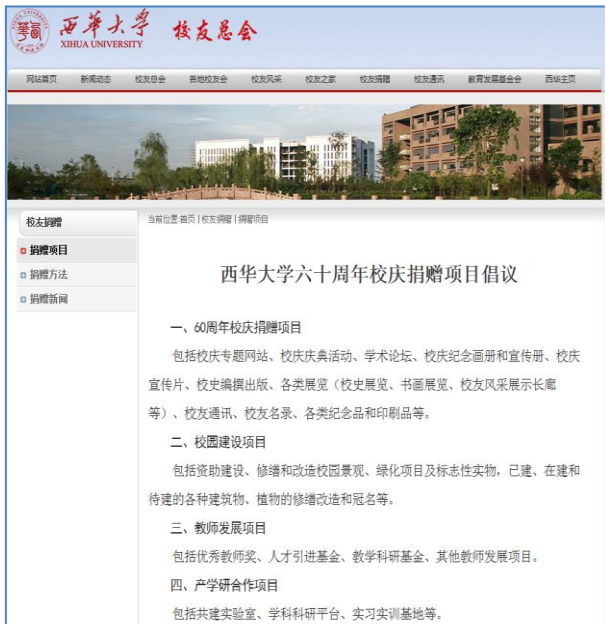 西华大学 校友总会
XIHUA UNIVERSITY
网站首页 新闻动态 校友总会 各地校友会 校友风采 校友之家 校友捐赠 校友通讯 教育发展基金会 西华主页
校友捐赠
当前位置:首页 | 校友捐赠 | 捐赠项目
捐赠项目
捐赠方法
捐赠新闻
西华大学六十周年校庆捐赠项目倡议
一、60周年校庆捐赠项目
包括校庆专题网站、校庆庆典活动、学术论坛、校庆纪念画册和宣传册、校庆
宣传片、校史编撰出版、各类展览（校史展览、书画展览、校友风采展示长廊
等）、校友通讯、校友名录、各类纪念品和印刷品等。
二、校园建设项目
包括资助建设、修缮和改造校园景观、绿化项目及标志性实物，已建、在建和
待建的各种建筑物、植物的修缮改造和冠名等。
三、教师发展项目
包括优秀教师奖、人才引进基金、教学科研基金、其他教师发展项目。
四、产学研合作项目
包括共建实验室、学科科研平台、实习实训基地等。